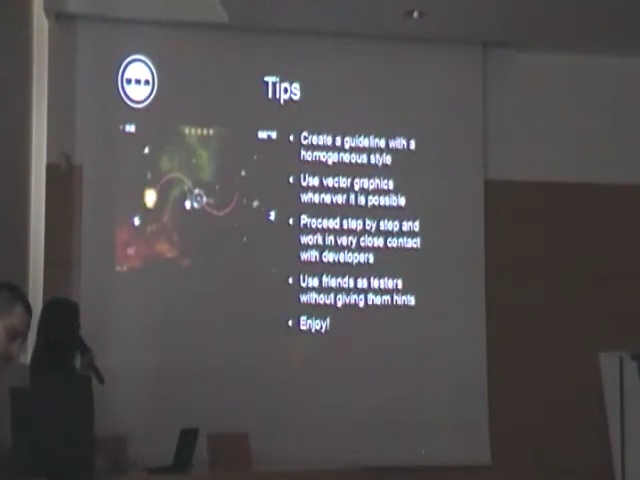 Tips
• Create a guideline with a
homogeneous style
• Use vector graphics
whenever it is possible
• Proceed step by step and
work in very close contact
with developers
• Use friends as testers
without giving them hints
• Enjoy!